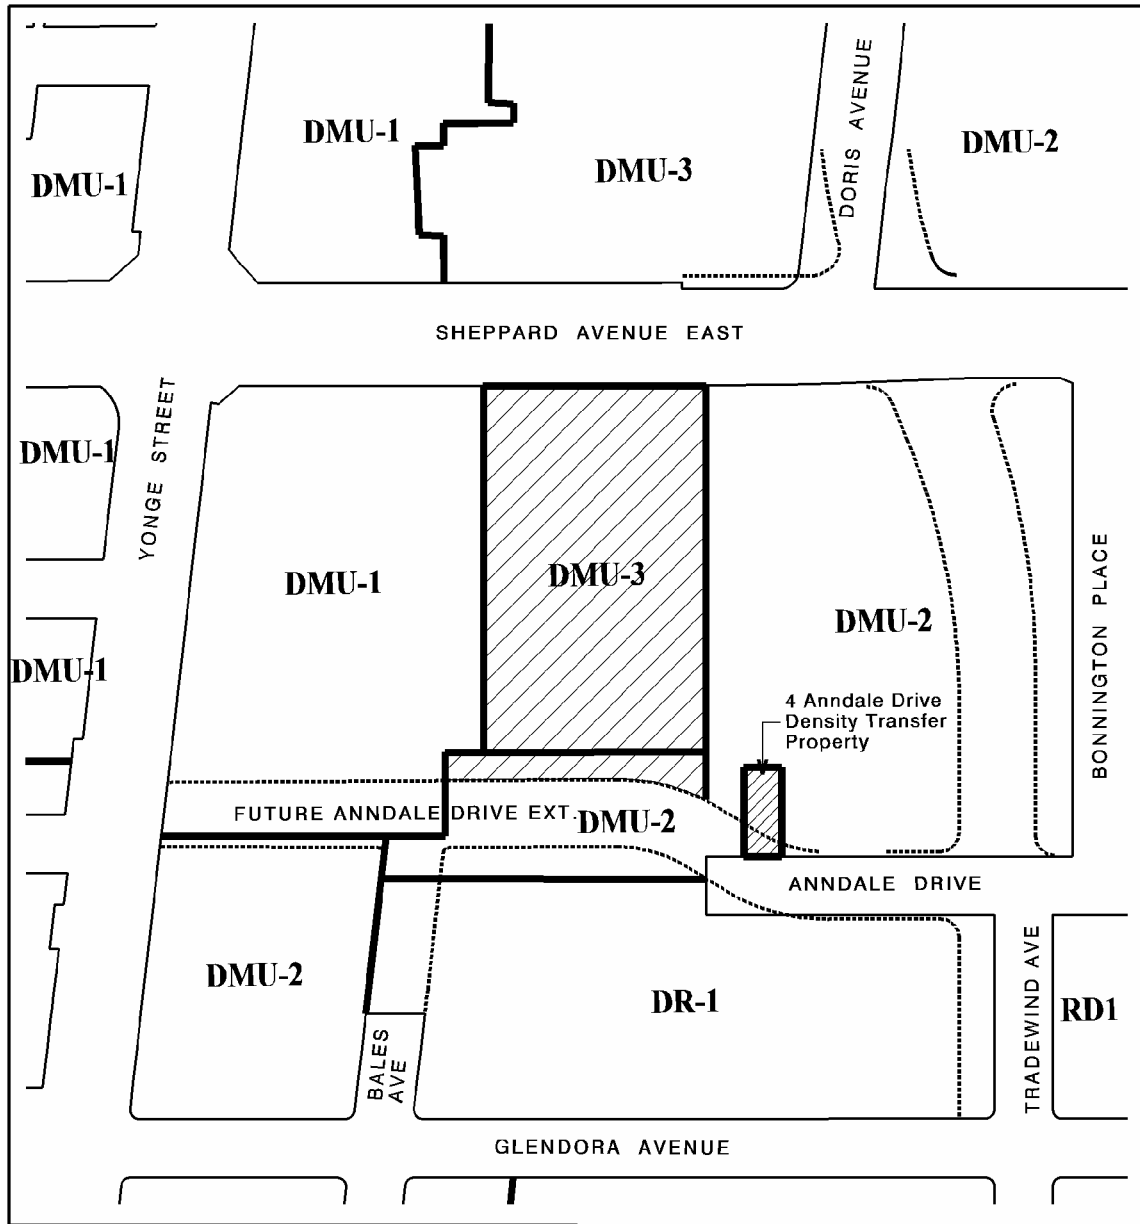 DMU-1
DORIS AVENUE
DMU-2
DMU-3
DMU-1
SHEPPARD AVENUE EAST
YONGE STREET
DMU-1
DMU-1
DMU-3
DMU-2
BONNINGTON PLACE
DMU-1
4 Anndale Drive
Density Transfer
Property
FUTURE ANNDALE DRIVE EXT.
DMU-2
ANNDALE DRIVE
DMU-2
DR-1
TRADEWIND AVE
RD1
BALES
AVE
GLENDORA AVENUE